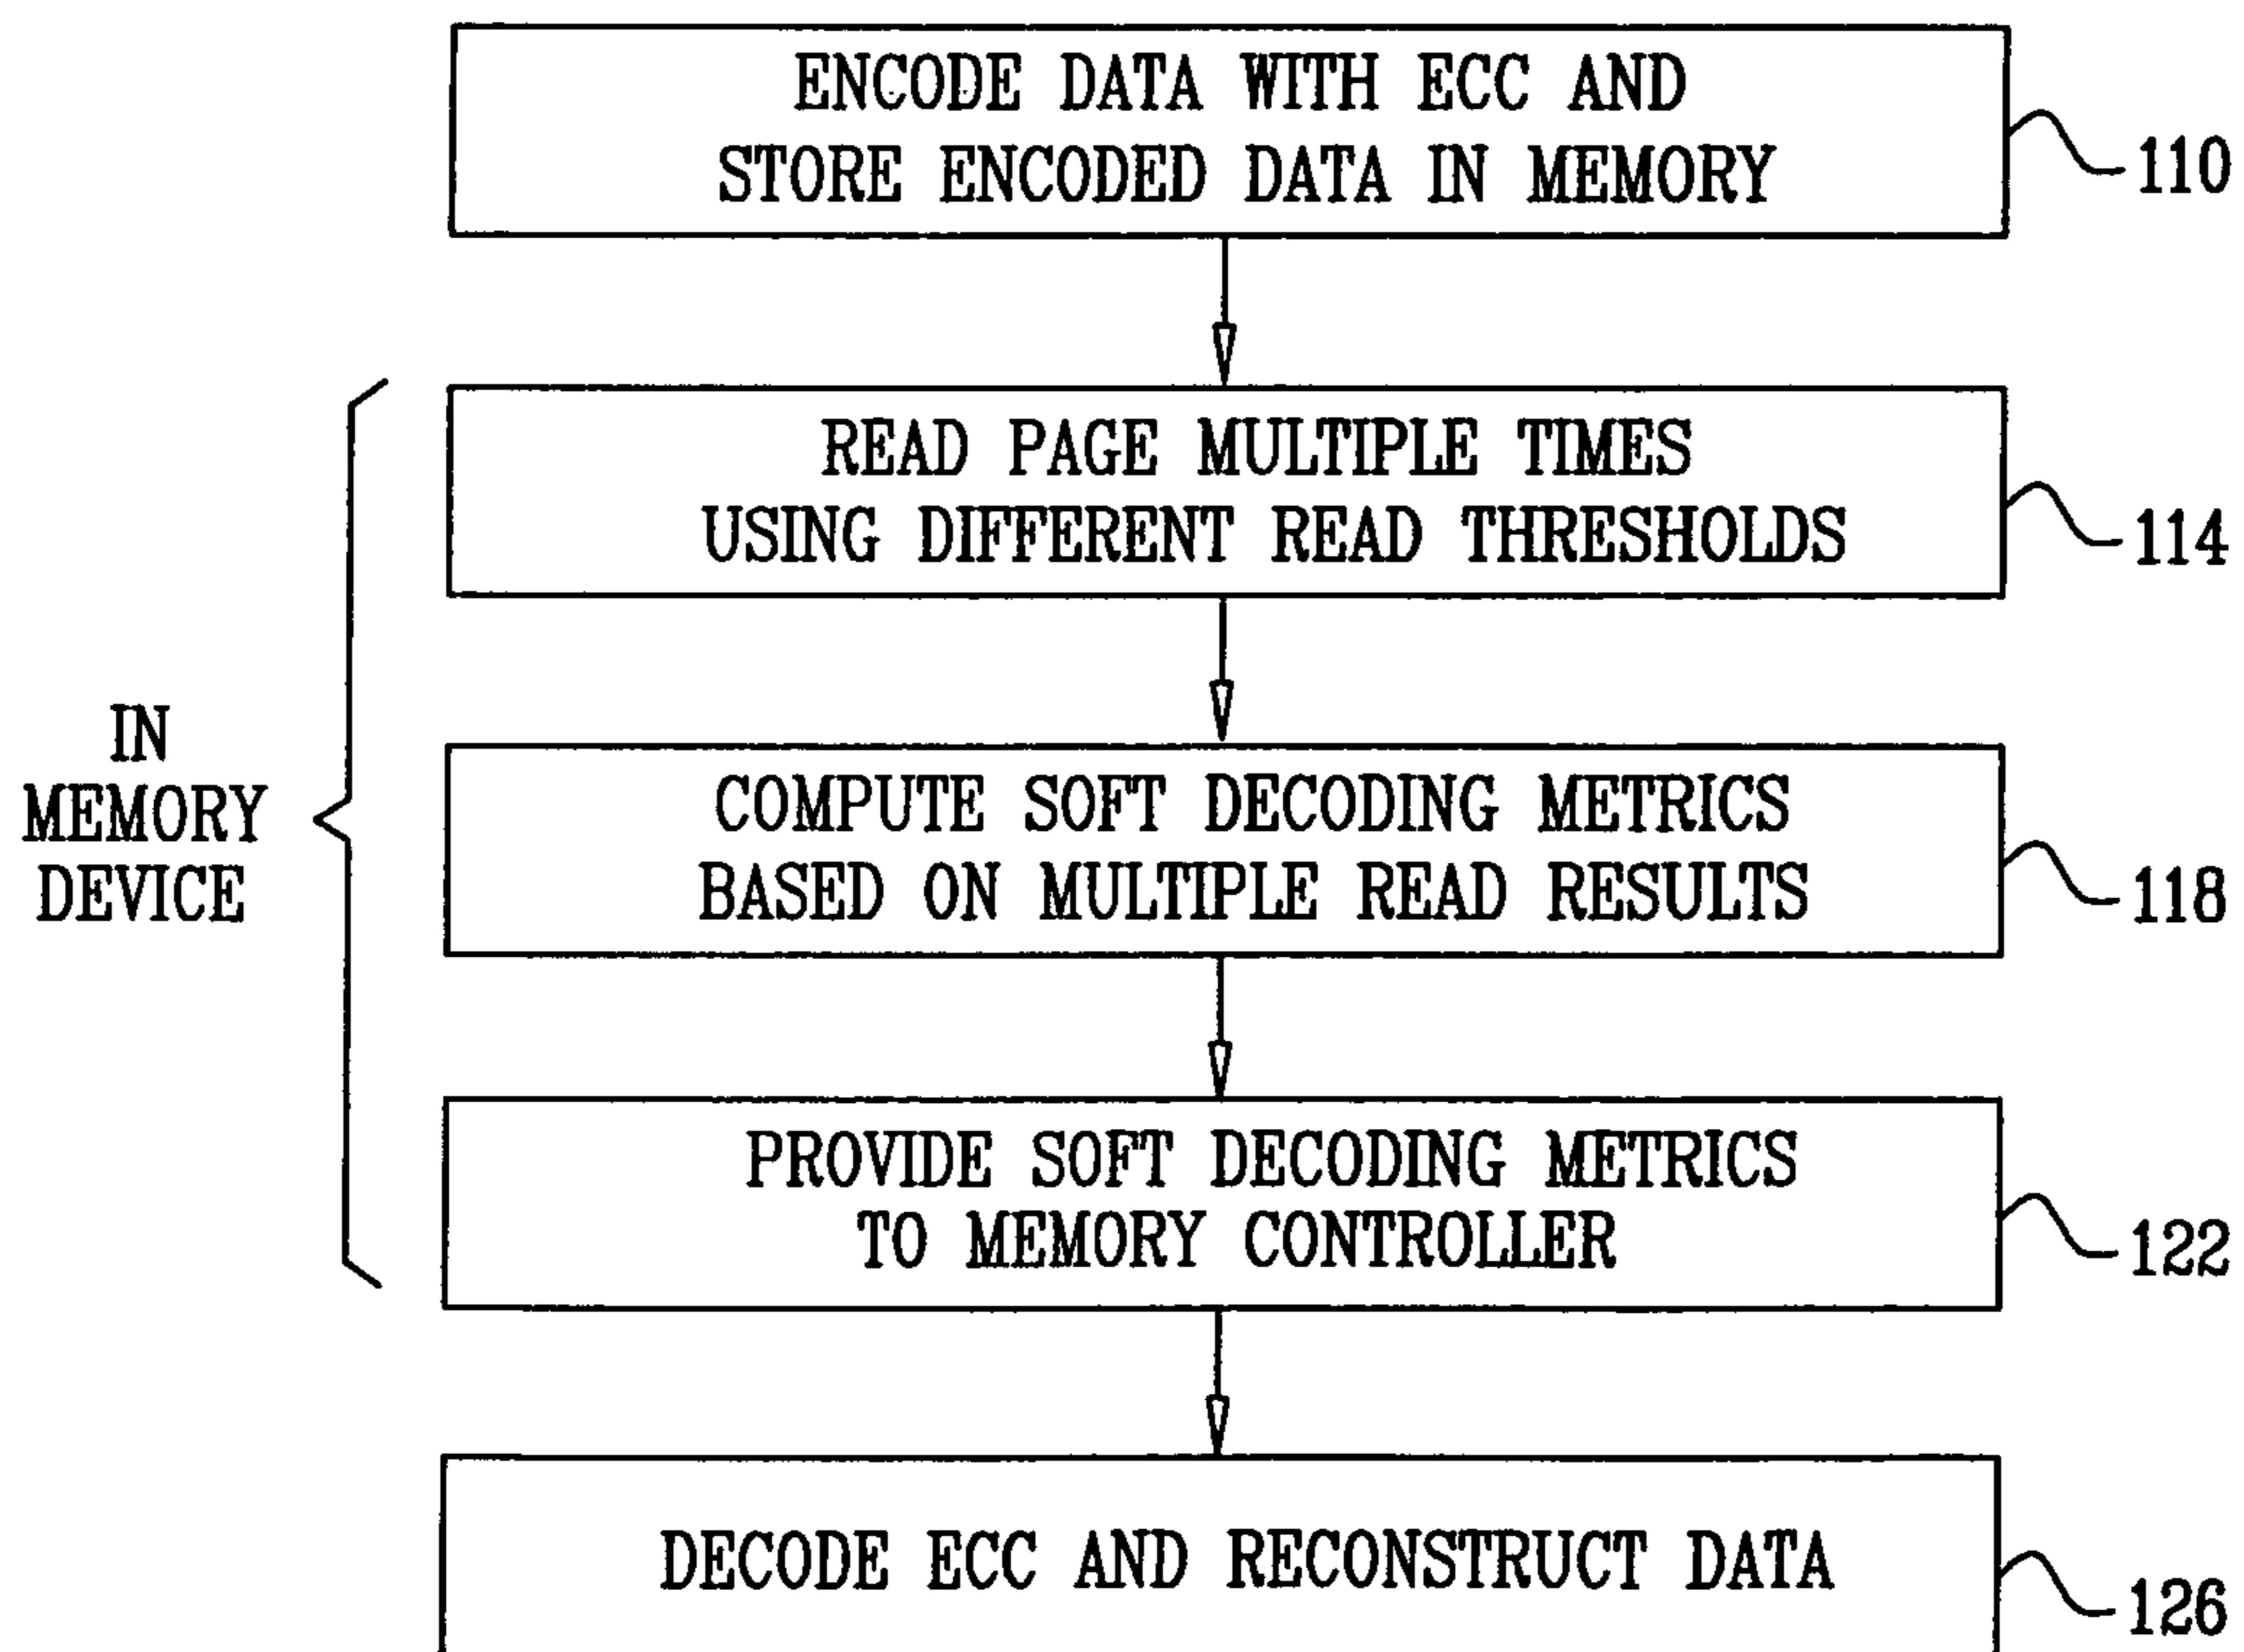 ENCODE DATA WITH ECC AND
STORE ENCODED DATA IN MEMORY
110
READ PAGE MULTIPLE TIMES
USING DIFFERENT READ THRESHOLDS
114
IN
MEMORY
DEVICE
COMPUTE SOFT DECODING METRICS
BASED ON MULTIPLE READ RESULTS
118
PROVIDE SOFT DECODING METRICS
TO MEMORY CONTROLLER
122
DECODE ECC AND RECONSTRUCT DATA
126